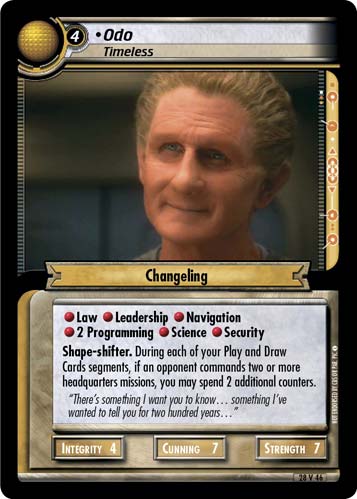 4 •Odo
Timeless
Changeling
•Law •Leadership •Navigation
•2 Programming •Science •Security
Shape-shifter. During each of your Play and Draw
Cards segments, if an opponent commands two or more
headquarters missions, you may spend 2 additional counters.
"There's something I want you to know... something I've
wanted to tell you for two hundred years..."
INTEGRITY 4 CUNNING 7 STRENGTH 7
28 V 46